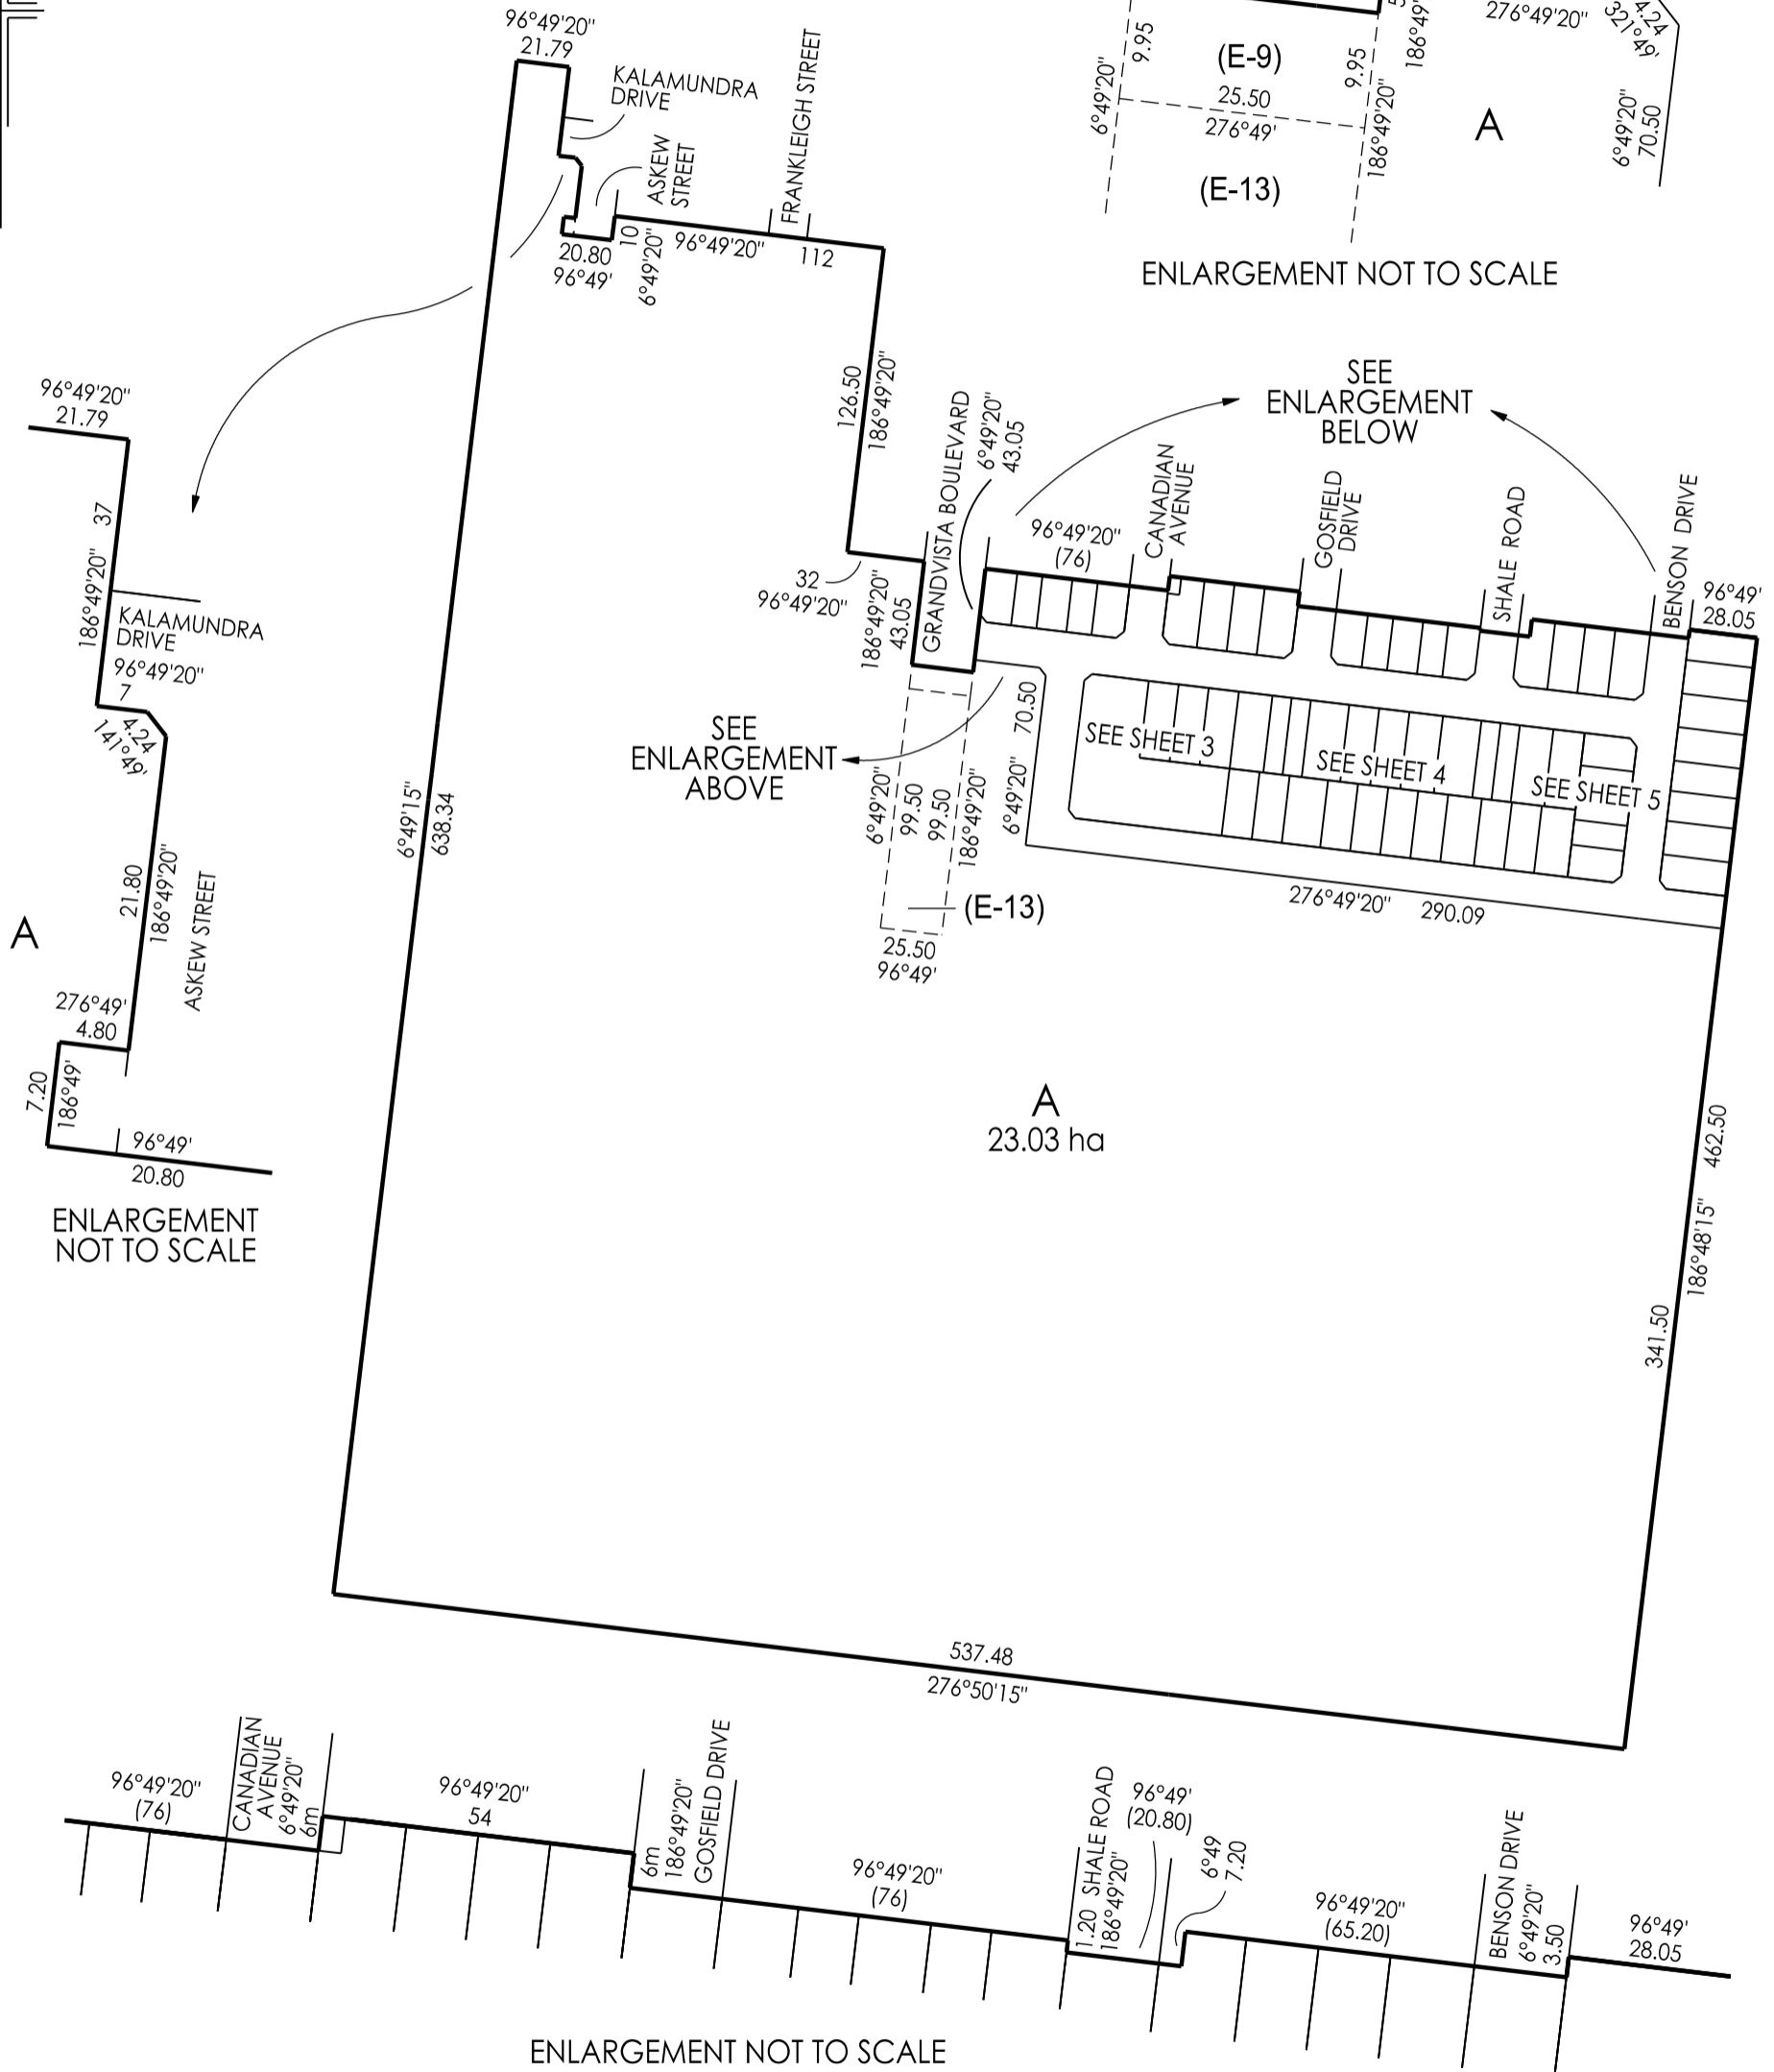 96°49'20"
21.79
KALAMUNDRA
DRIVE
ASKEW
STREET
FRANKLEIGH STREET
20.80
96°49'
10
6°49'20"
96°49'20"
112
126.50
186°49'20"
6°49'20"
9.95
(E-9)
9.95
186°49'
25.50
276°49'
186°49'20"
(E-13)
276°49'20"
4.24
321°49'
A
6°49'20"
70.50
ENLARGEMENT NOT TO SCALE
96°49'20"
21.79
37
186°49'20"
KALAMUNDRA
DRIVE
96°49'20"
7
4.24
141°49'
21.80
186°49'20"
ASKEW STREET
A
276°49'
4.80
7.20
186°49'
96°49'
20.80
ENLARGEMENT
NOT TO SCALE
SEE
ENLARGEMENT
BELOW
GRANDVISTA BOULEVARD
6°49'20"
43.05
32
96°49'20"
186°49'20"
43.05
96°49'20"
(76)
CANADIAN
AVENUE
GOSFIELD
DRIVE
SHALE ROAD
BENSON DRIVE
96°49'
28.05
SEE
ENLARGEMENT
ABOVE
70.50
6°49'20"
SEE SHEET 3
SEE SHEET 4
SEE SHEET 5
6°49'15"
638.34
6°49'20"
99.50
99.50
186°49'20"
(E-13)
25.50
96°49'
276°49'20" 290.09
A
23.03 ha
462.50
186°48'15"
341.50
537.48
276°50'15"
96°49'20"
(76)
CANADIAN
AVENUE
6°49'20"
6m
96°49'20"
54
6m
186°49'20"
GOSFIELD DRIVE
96°49'20"
(76)
1.20 SHALE ROAD
186°49'20"
96°49'
(20.80)
6°49
7.20
96°49'20"
(65.20)
BENSON DRIVE
6°49'20"
3.50
96°49'
28.05
ENLARGEMENT NOT TO SCALE